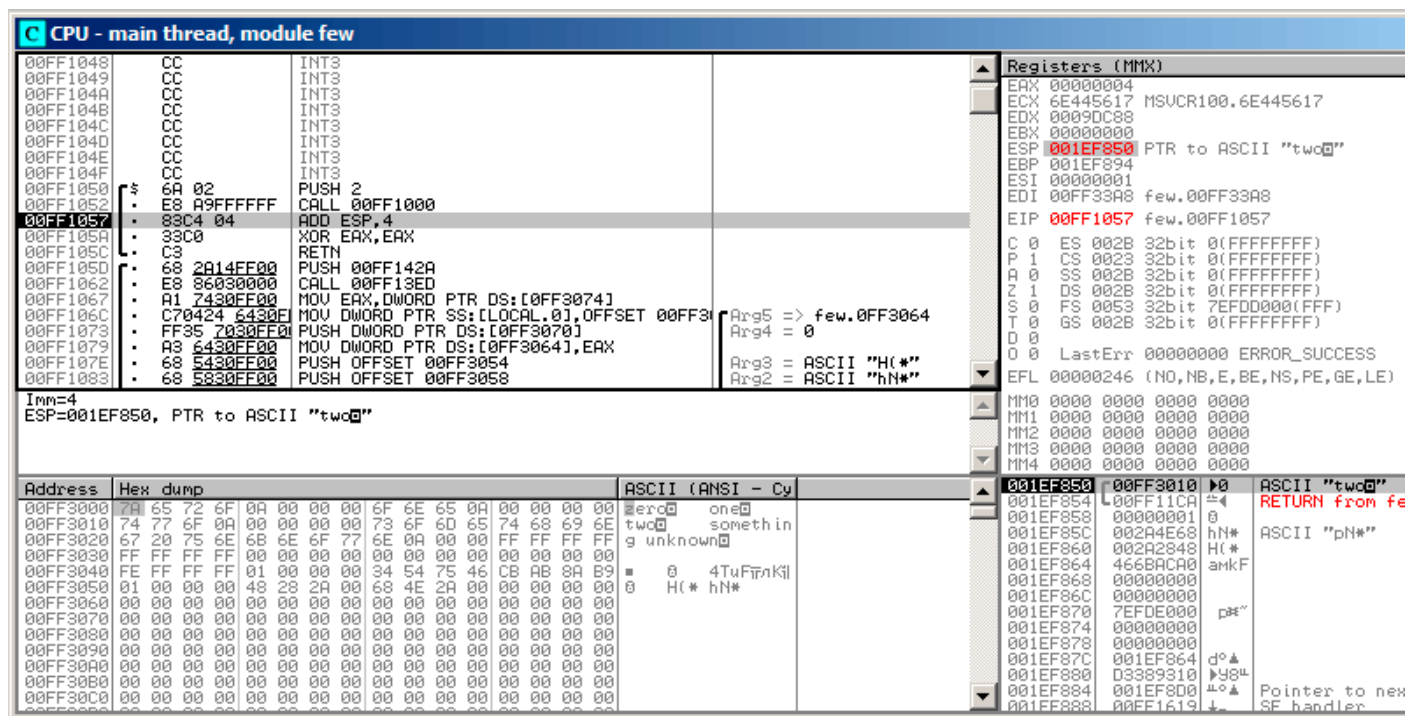 C CPU - main thread, module few
00FF1048 CC INT3
00FF1049 CC INT3
00FF104A CC INT3
00FF104B CC INT3
00FF104C CC INT3
00FF104D CC INT3
00FF104E CC INT3
00FF104F CC INT3
00FF1050 $ 6A 02 PUSH 2
00FF1052 . E8 A9FFFFFF CALL 00FF1000
00FF1057 . 83C4 04 ADD ESP,4
00FF105A . 33C0 XOR EAX,EAX
00FF105C . C3 RETN
00FF105D . 68 2A14FF00 PUSH 00FF142A
00FF1062 . E8 86030000 CALL 00FF13ED
00FF1067 . A1 7430FF00 MOV EAX,DWORD PTR DS:[0FF3074]
00FF106C . C70424 6430F MOV DWORD PTR SS:[LOCAL.0],OFFSET 00FF3 Arg5 => few.0FF3064
00FF1073 . FF35 7030FF0 PUSH DWORD PTR DS:[0FF3070] Arg4 = 0
00FF1079 . A3 6430FF00 MOV DWORD PTR DS:[0FF3064],EAX
00FF107E . 68 5430FF00 PUSH OFFSET 00FF3054 Arg3 = ASCII "H(*"
00FF1083 . 68 5830FF00 PUSH OFFSET 00FF3058 Arg2 = ASCII "hN*"
Imm=4
ESP=001EF850, PTR to ASCII "two◙"
Registers (MMX)
EAX 00000004
ECX 6E445617 MSVCR100.6E445617
EDX 0009DC88
EBX 00000000
ESP 001EF850 PTR to ASCII "two◙"
EBP 001EF894
ESI 00000001
EDI 00FF33A8 few.00FF33A8
EIP 00FF1057 few.00FF1057
C 0 ES 002B 32bit 0(FFFFFFFF)
P 1 CS 0023 32bit 0(FFFFFFFF)
A 0 SS 002B 32bit 0(FFFFFFFF)
Z 1 DS 002B 32bit 0(FFFFFFFF)
S 0 FS 0053 32bit 7EFDD000(FFF)
T 0 GS 002B 32bit 0(FFFFFFFF)
D 0
O 0 LastErr 00000000 ERROR_SUCCESS
EFL 00000246 (NO,NB,E,BE,NS,PE,GE,LE)
MM0 0000 0000 0000 0000
MM1 0000 0000 0000 0000
MM2 0000 0000 0000 0000
MM3 0000 0000 0000 0000
MM4 0000 0000 0000 0000
Address Hex dump ASCII (ANSI - Cy
00FF3000 7A 65 72 6F 0A 00 00 00 6F 6E 65 0A 00 00 00 00 zero◙ one◙
00FF3010 74 77 6F 0A 00 00 00 00 73 6F 6D 65 74 68 69 6E two◙ somethin
00FF3020 67 20 75 6E 6B 6E 6F 77 6E 0A 00 00 FF FF FF FF g unknown◙
00FF3030 FF FF FF FF 00 00 00 00 00 00 00 00 00 00 00 00
00FF3040 FE FF FF FF 01 00 00 00 34 54 75 46 CB AB 8A B9 ■ 4TuF
00FF3050 01 00 00 00 48 28 2A 00 68 4E 2A 00 00 00 00 00 H(* hN*
00FF3060 00 00 00 00 00 00 00 00 00 00 00 00 00 00 00 00
00FF3070 00 00 00 00 00 00 00 00 00 00 00 00 00 00 00 00
00FF3080 00 00 00 00 00 00 00 00 00 00 00 00 00 00 00 00
00FF3090 00 00 00 00 00 00 00 00 00 00 00 00 00 00 00 00
00FF30A0 00 00 00 00 00 00 00 00 00 00 00 00 00 00 00 00
00FF30B0 00 00 00 00 00 00 00 00 00 00 00 00 00 00 00 00
00FF30C0 00 00 00 00 00 00 00 00 00 00 00 00 00 00 00 00
001EF850 00FF3010 ►0 ASCII "two◙"
001EF854 00FF11CA RETURN from fe
001EF858 00000001
001EF85C 002A4E68 hN* ASCII "pN*"
001EF860 002A2848 H(*
001EF864 466BACA0 амkF
001EF868 00000000
001EF86C 00000000
001EF870 7EFDE000
001EF874 00000000
001EF878 00000000
001EF87C 001EF864
001EF880 D3389310
001EF884 001EF8D0 Pointer to nex
001EF888 00FF1619 SE handler